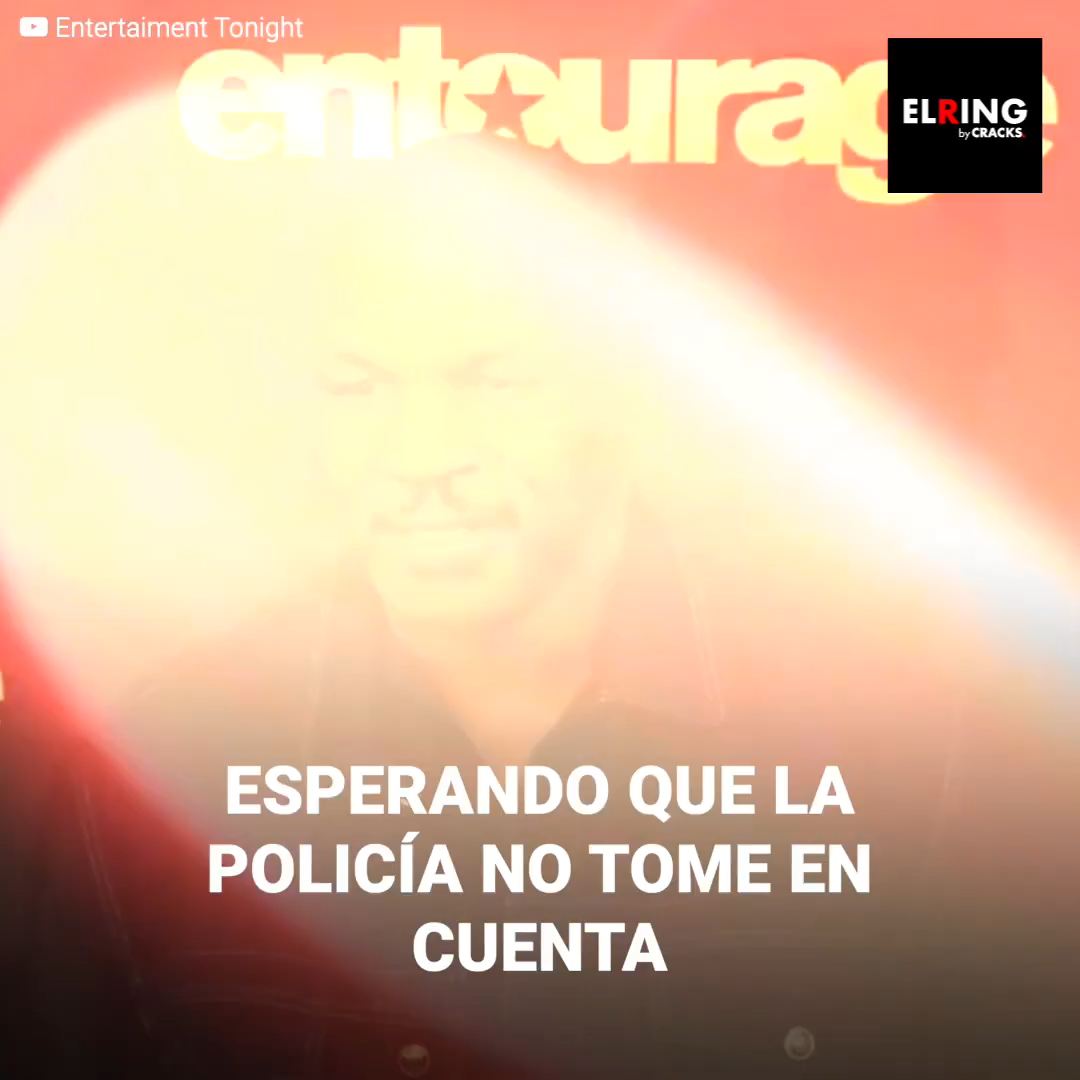 Entertaiment Tonight
entourage
ELRING
by CRACKS.
ESPERANDO QUE LA
POLICÍA NO TOME EN
CUENTA